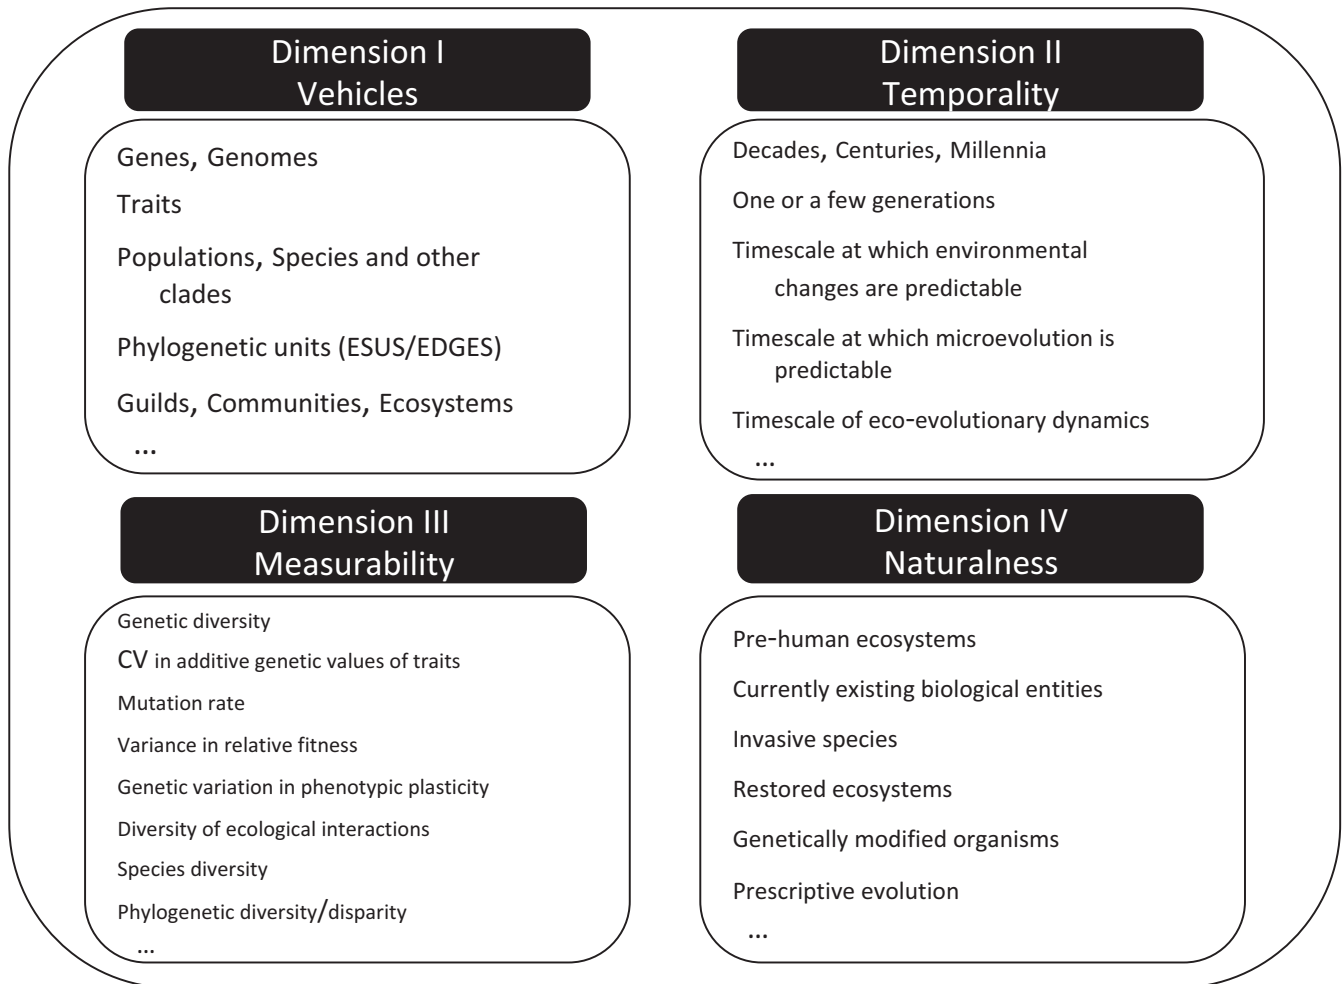 Dimension I
Vehicles
Genes, Genomes
Traits
Populations, Species and other
clades
Phylogenetic units (ESUS/EDGES)
Guilds, Communities, Ecosystems
...
Dimension II
Temporality
Decades, Centuries, Millennia
One or a few generations
Timescale at which environmental
changes are predictable
Timescale at which microevolution is
predictable
Timescale of eco-evolutionary dynamics
...
Dimension III
Measurability
Genetic diversity
CV in additive genetic values of traits
Mutation rate
Variance in relative fitness
Genetic variation in phenotypic plasticity
Diversity of ecological interactions
Species diversity
Phylogenetic diversity/disparity
...
Dimension IV
Naturalness
Pre-human ecosystems
Currently existing biological entities
Invasive species
Restored ecosystems
Genetically modified organisms
Prescriptive evolution
...